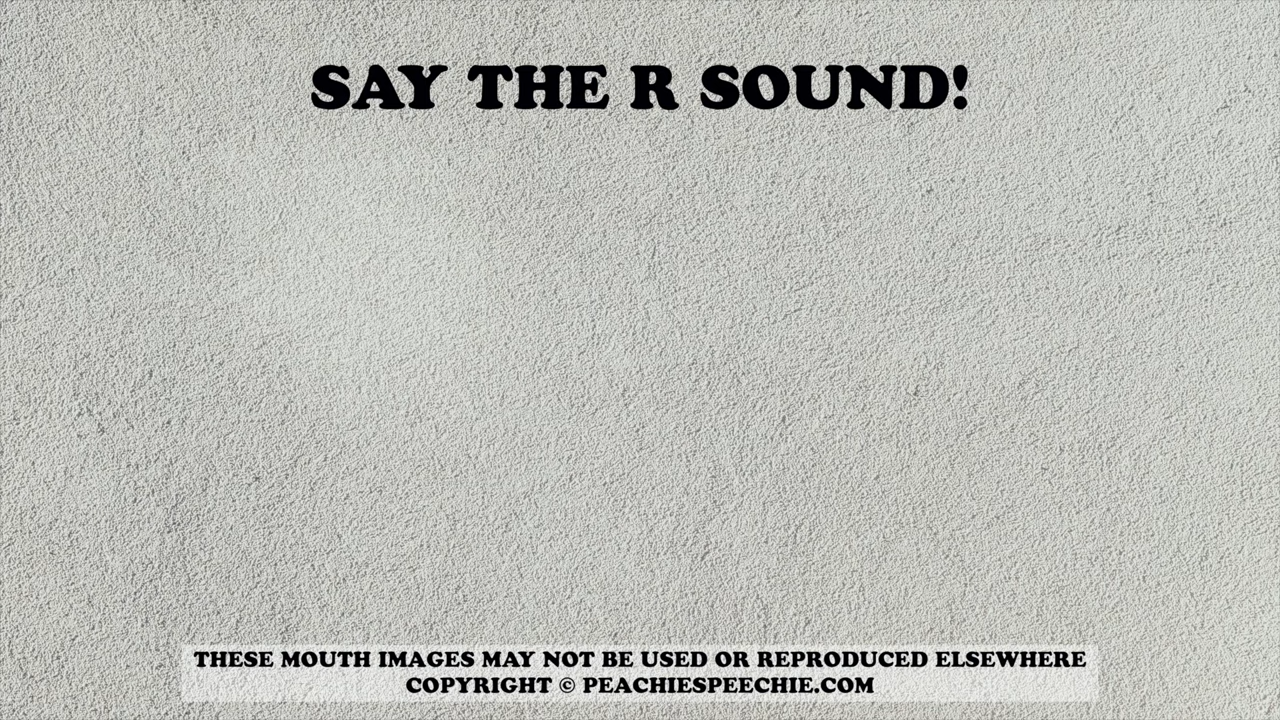 SAY THE R SOUND!
THESE MOUTH IMAGES MAY NOT BE USED OR REPRODUCED ELSEWHERE
COPYRIGHT © PEACHIESPEECHIE.COM